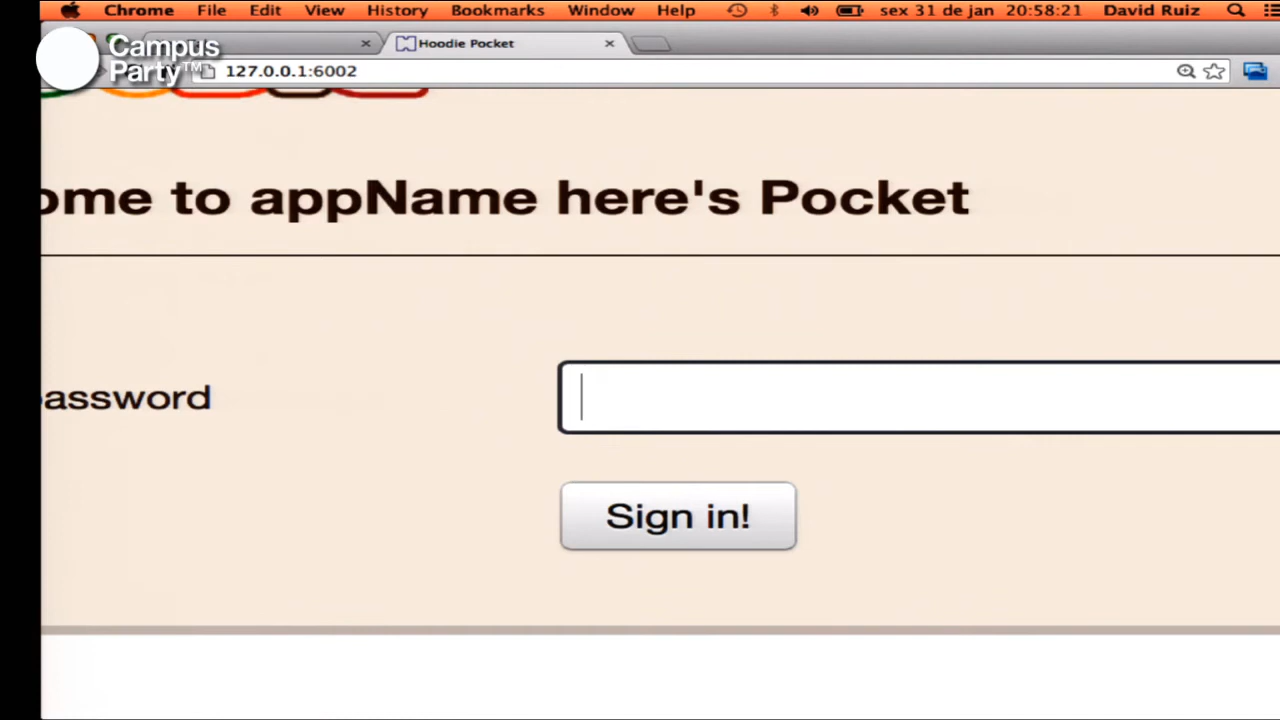 Chrome File Edit View History Bookmarks Window Help sex 31 de jan 20:58:21 David Ruiz
Campus
Party™
Hoodie Pocket
127.0.0.1:6002
ome to appName here's Pocket
password
Sign in!